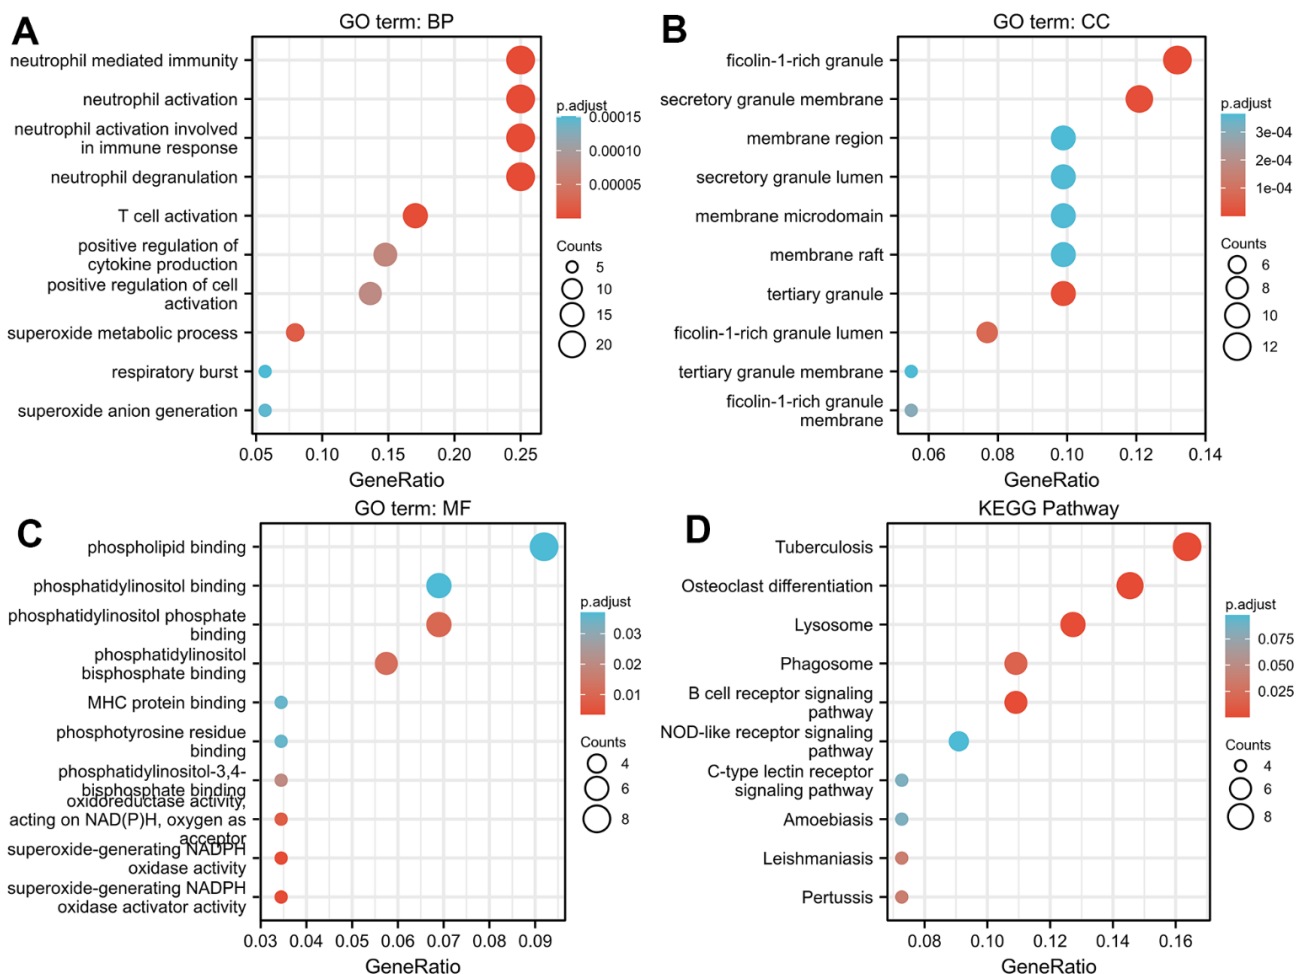 A
GO term: BP
neutrophil mediated immunity
neutrophil activation
neutrophil activation involved
in immune response
neutrophil degranulation
T cell activation
positive regulation of
cytokine production
positive regulation of cell
activation
superoxide metabolic process
respiratory burst
superoxide anion generation
0.05 0.10 0.15 0.20 0.25
GeneRatio
p.adjust
0.00015
0.00010
0.00005
Counts
5
10
15
20
B
GO term: CC
ficolin-1-rich granule
secretory granule membrane
membrane region
secretory granule lumen
membrane microdomain
membrane raft
tertiary granule
ficolin-1-rich granule lumen
tertiary granule membrane
ficolin-1-rich granule
membrane
0.06 0.08 0.10 0.12 0.14
GeneRatio
p.adjust
3e-04
2e-04
1e-04
Counts
6
8
10
12
C
GO term: MF
phospholipid binding
phosphatidylinositol binding
phosphatidylinositol phosphate
binding
phosphatidylinositol
bisphosphate binding
MHC protein binding
phosphotyrosine residue
binding
phosphatidylinositol-3,4-
bisphosphate binding
oxidoreductase activity,
acting on NAD(P)H, oxygen as
acceptor
superoxide-generating NADPH
oxidase activity
superoxide-generating NADPH
oxidase activator activity
0.03 0.04 0.05 0.06 0.07 0.08 0.09
GeneRatio
p.adjust
0.03
0.02
0.01
Counts
4
6
8
D
KEGG Pathway
Tuberculosis
Osteoclast differentiation
Lysosome
Phagosome
B cell receptor signaling
pathway
NOD-like receptor signaling
pathway
C-type lectin receptor
signaling pathway
Amoebiasis
Leishmaniasis
Pertussis
0.08 0.10 0.12 0.14 0.16
GeneRatio
p.adjust
0.075
0.050
0.025
Counts
4
6
8